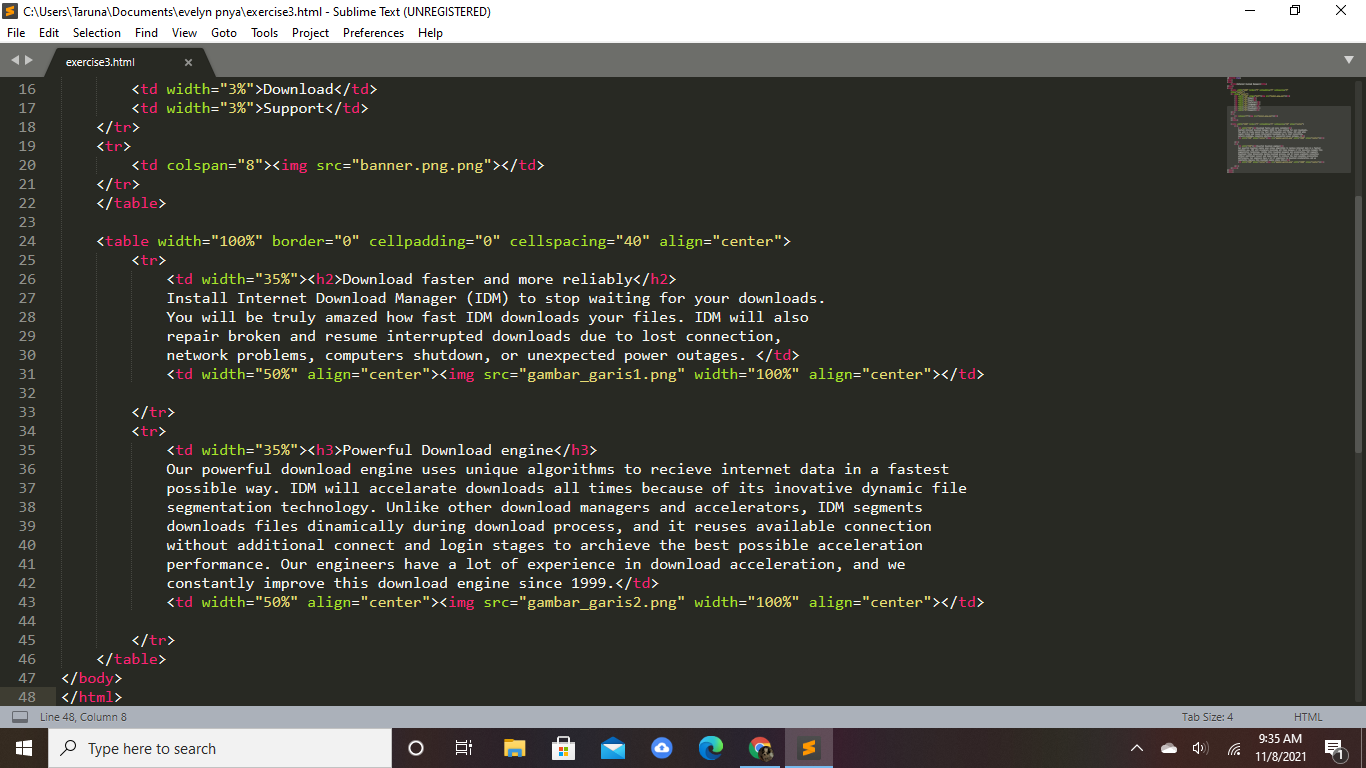 C:\Users\Taruna\Documents\evelyn pnya\exercise3.html - Sublime Text (UNREGISTERED)
File Edit Selection Find View Goto Tools Project Preferences Help
exercise3.html
16 <td width="3%">Download</td>
17 <td width="3%">Support</td>
18 </tr>
19 <tr>
20 <td colspan="8"><img src="banner.png.png"></td>
21 </tr>
22 </table>
23
24 <table width="100%" border="0" cellpadding="0" cellspacing="40" align="center">
25 <tr>
26 <td width="35%"><h2>Download faster and more reliably</h2>
27 Install Internet Download Manager (IDM) to stop waiting for your downloads.
28 You will be truly amazed how fast IDM downloads your files. IDM will also
29 repair broken and resume interrupted downloads due to lost connection,
30 network problems, computers shutdown, or unexpected power outages. </td>
31 <td width="50%" align="center"><img src="gambar_garis1.png" width="100%" align="center"></td>
32
33 </tr>
34 <tr>
35 <td width="35%"><h3>Powerful Download engine</h3>
36 Our powerful download engine uses unique algorithms to recieve internet data in a fastest
37 possible way. IDM will accelarate downloads all times because of its inovative dynamic file
38 segmentation technology. Unlike other download managers and accelerators, IDM segments
39 downloads files dinamically during download process, and it reuses available connection
40 without additional connect and login stages to archieve the best possible acceleration
41 performance. Our engineers have a lot of experience in download acceleration, and we
42 constantly improve this download engine since 1999.</td>
43 <td width="50%" align="center"><img src="gambar_garis2.png" width="100%" align="center"></td>
44
45 </tr>
46 </table>
47 </body>
48 </html>
Line 48, Column 8 Tab Size: 4 HTML
Type here to search
9:35 AM
11/8/2021
1